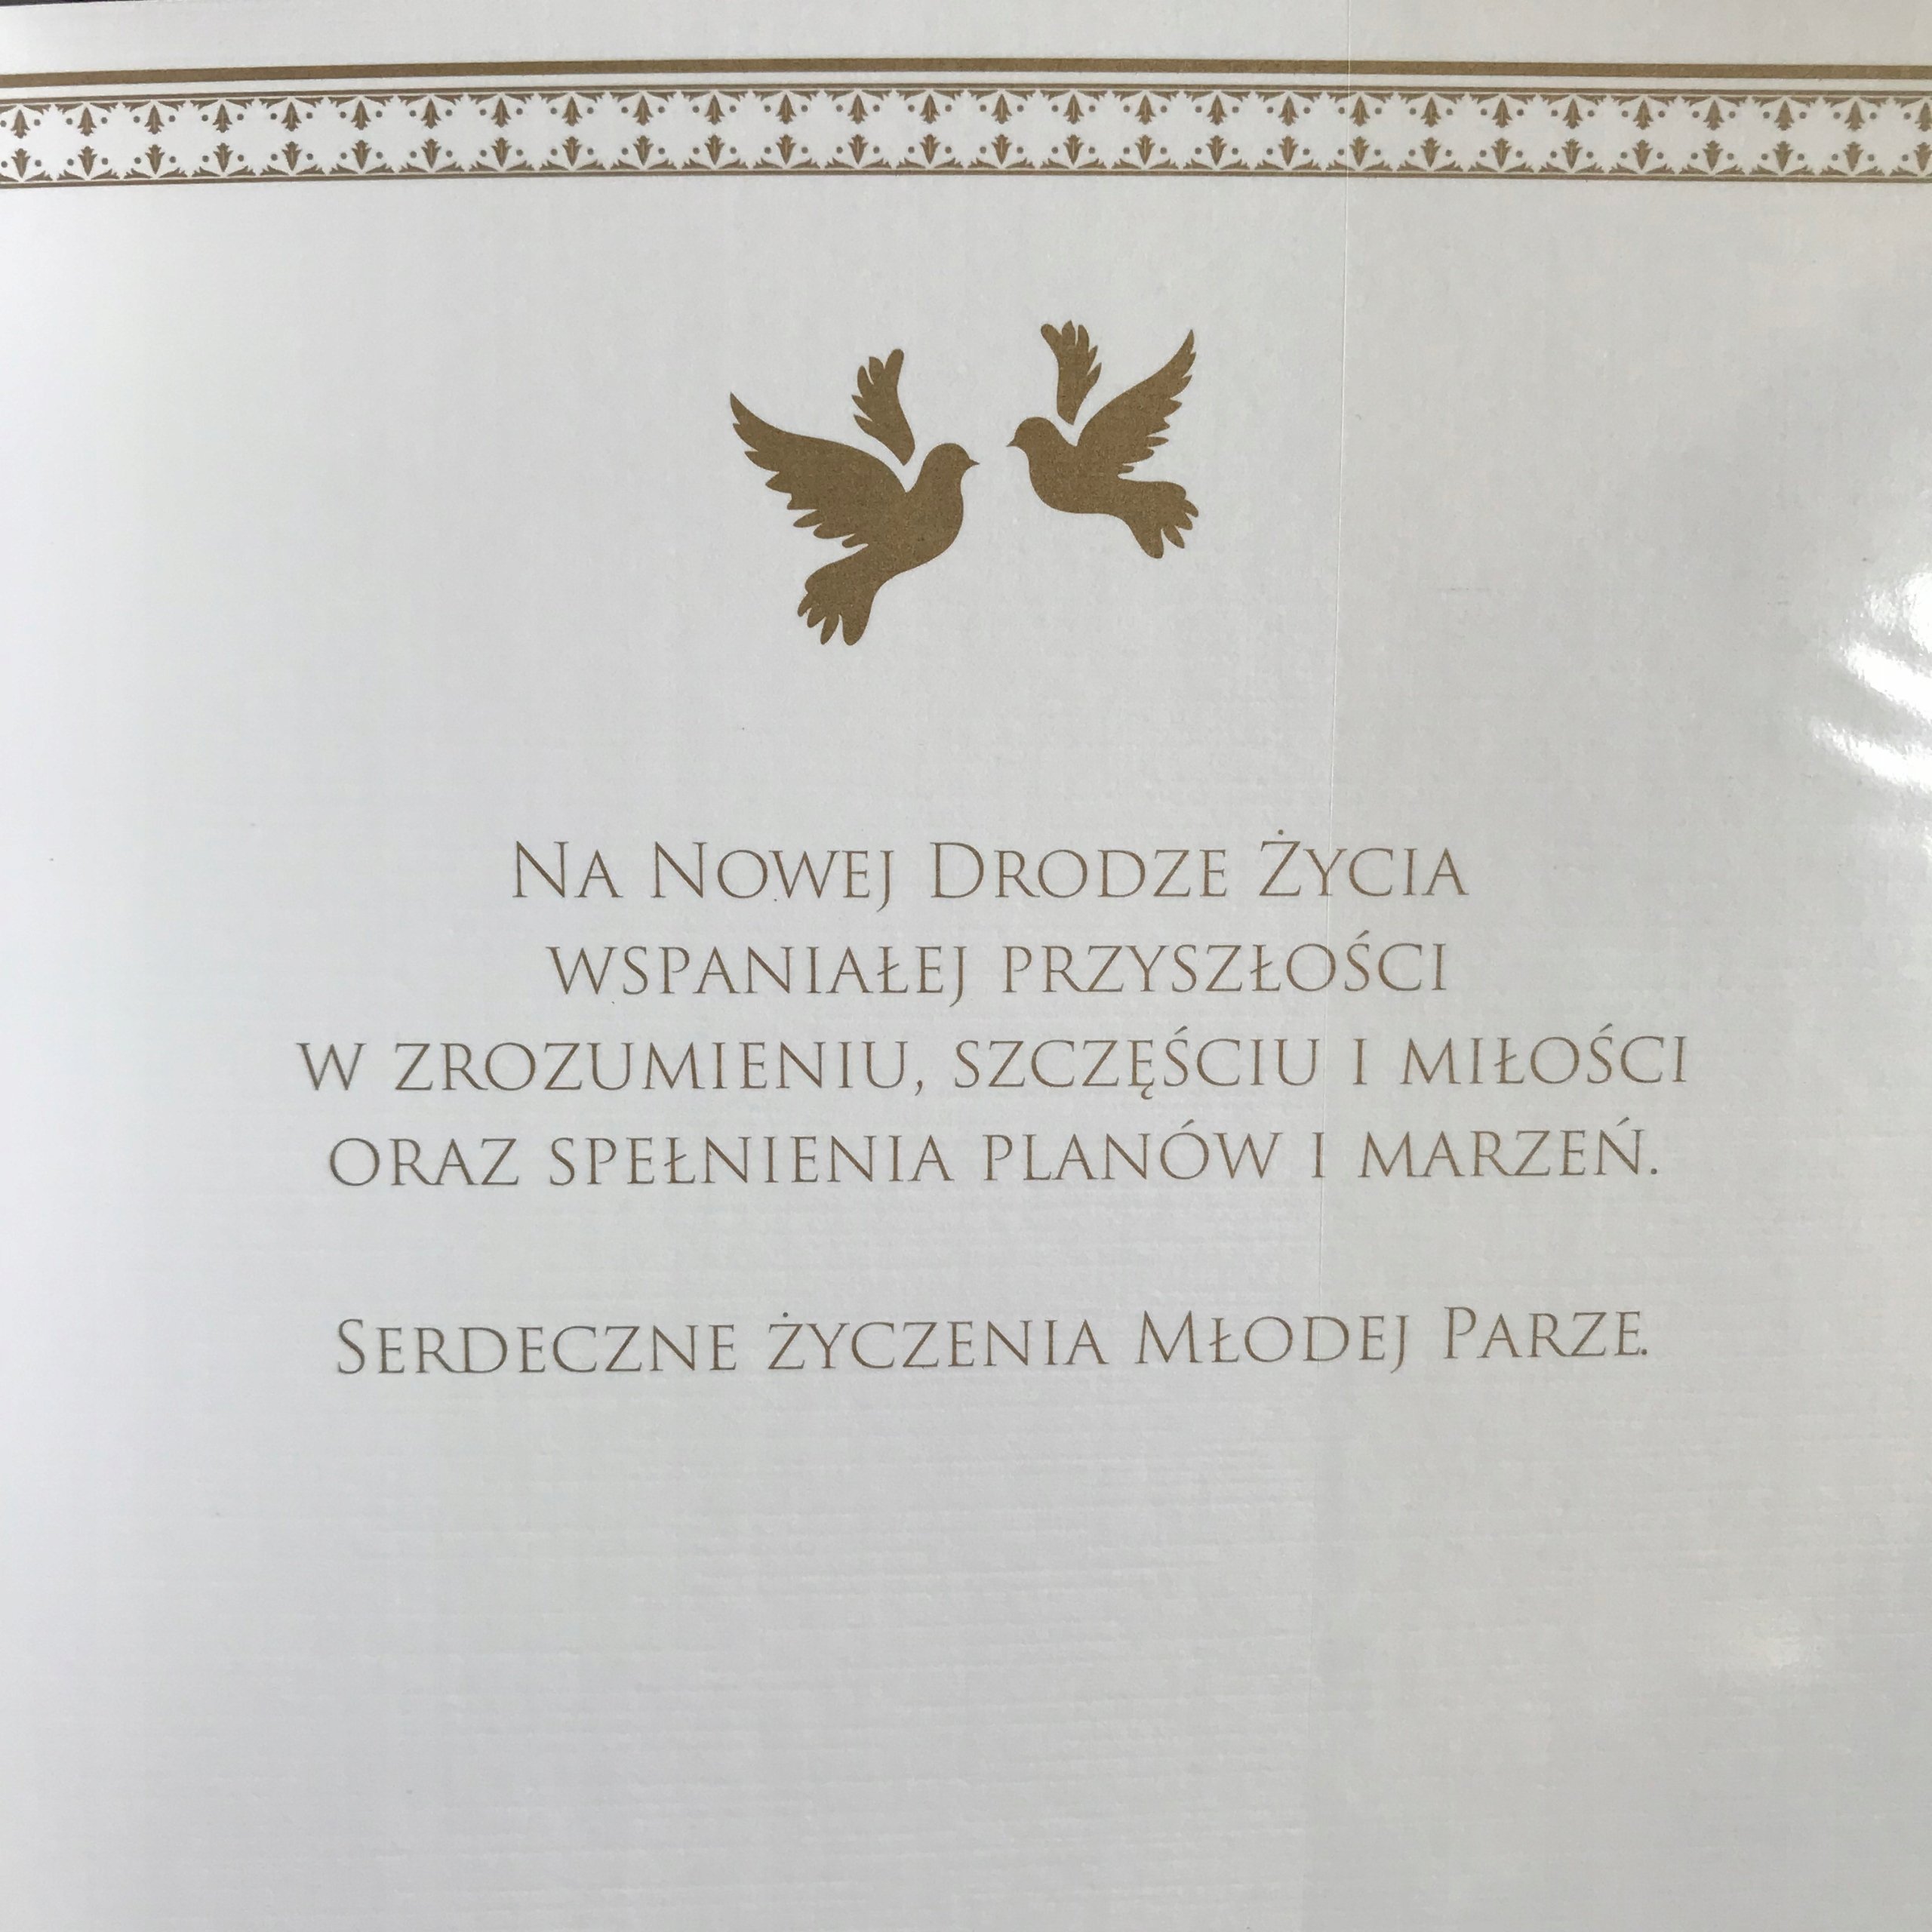 Na Nowej Drodze Życia
wspaniałej przyszłości
w zrozumieniu, szczęściu i miłości
oraz spełnienia planów i marzeń.
Serdeczne życzenia Młodej Parze.